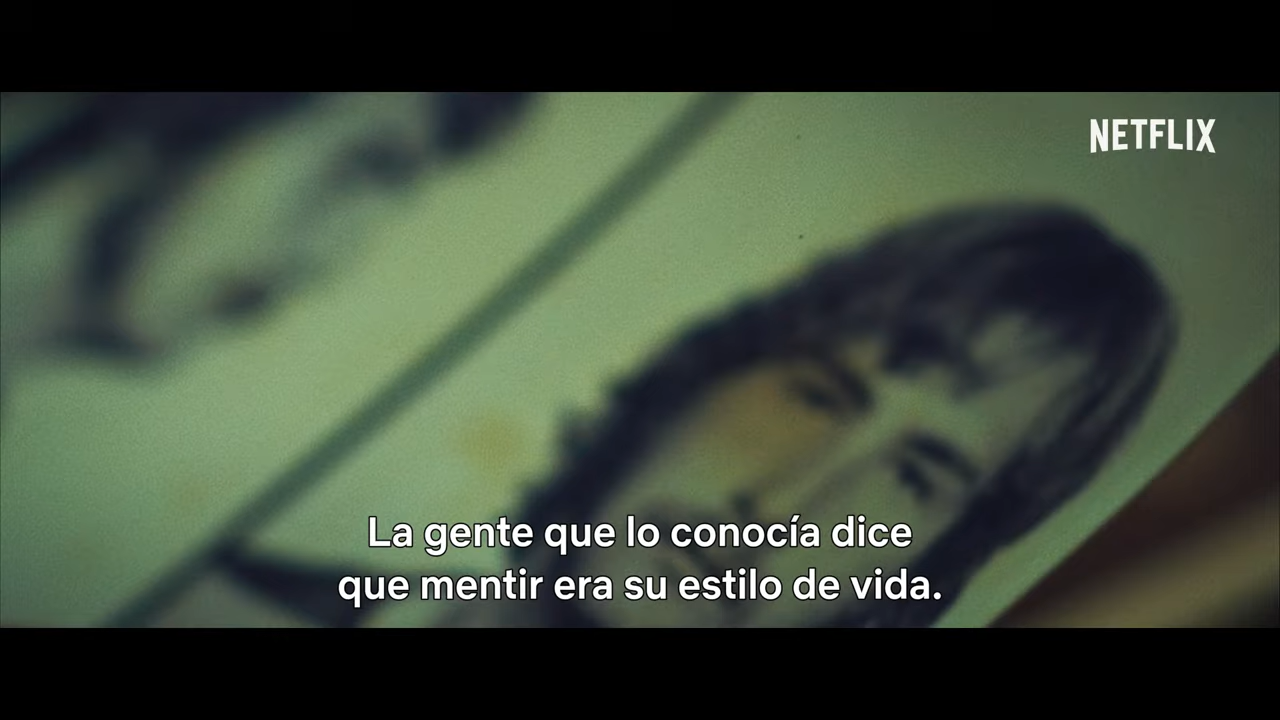 NETFLIX
La gente que lo conocía dice
que mentir era su estilo de vida.